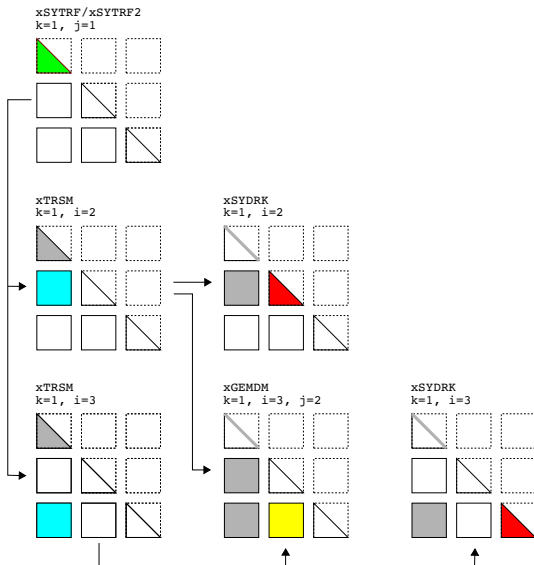 xSYTRF/xSYTRF2
k=1, j=1
xTRSM
k=1, i=2
xSYDRK
k=1, i=2
xTRSM
k=1, i=3
xGEMDM
k=1, i=3, j=2
xSYDRK
k=1, i=3